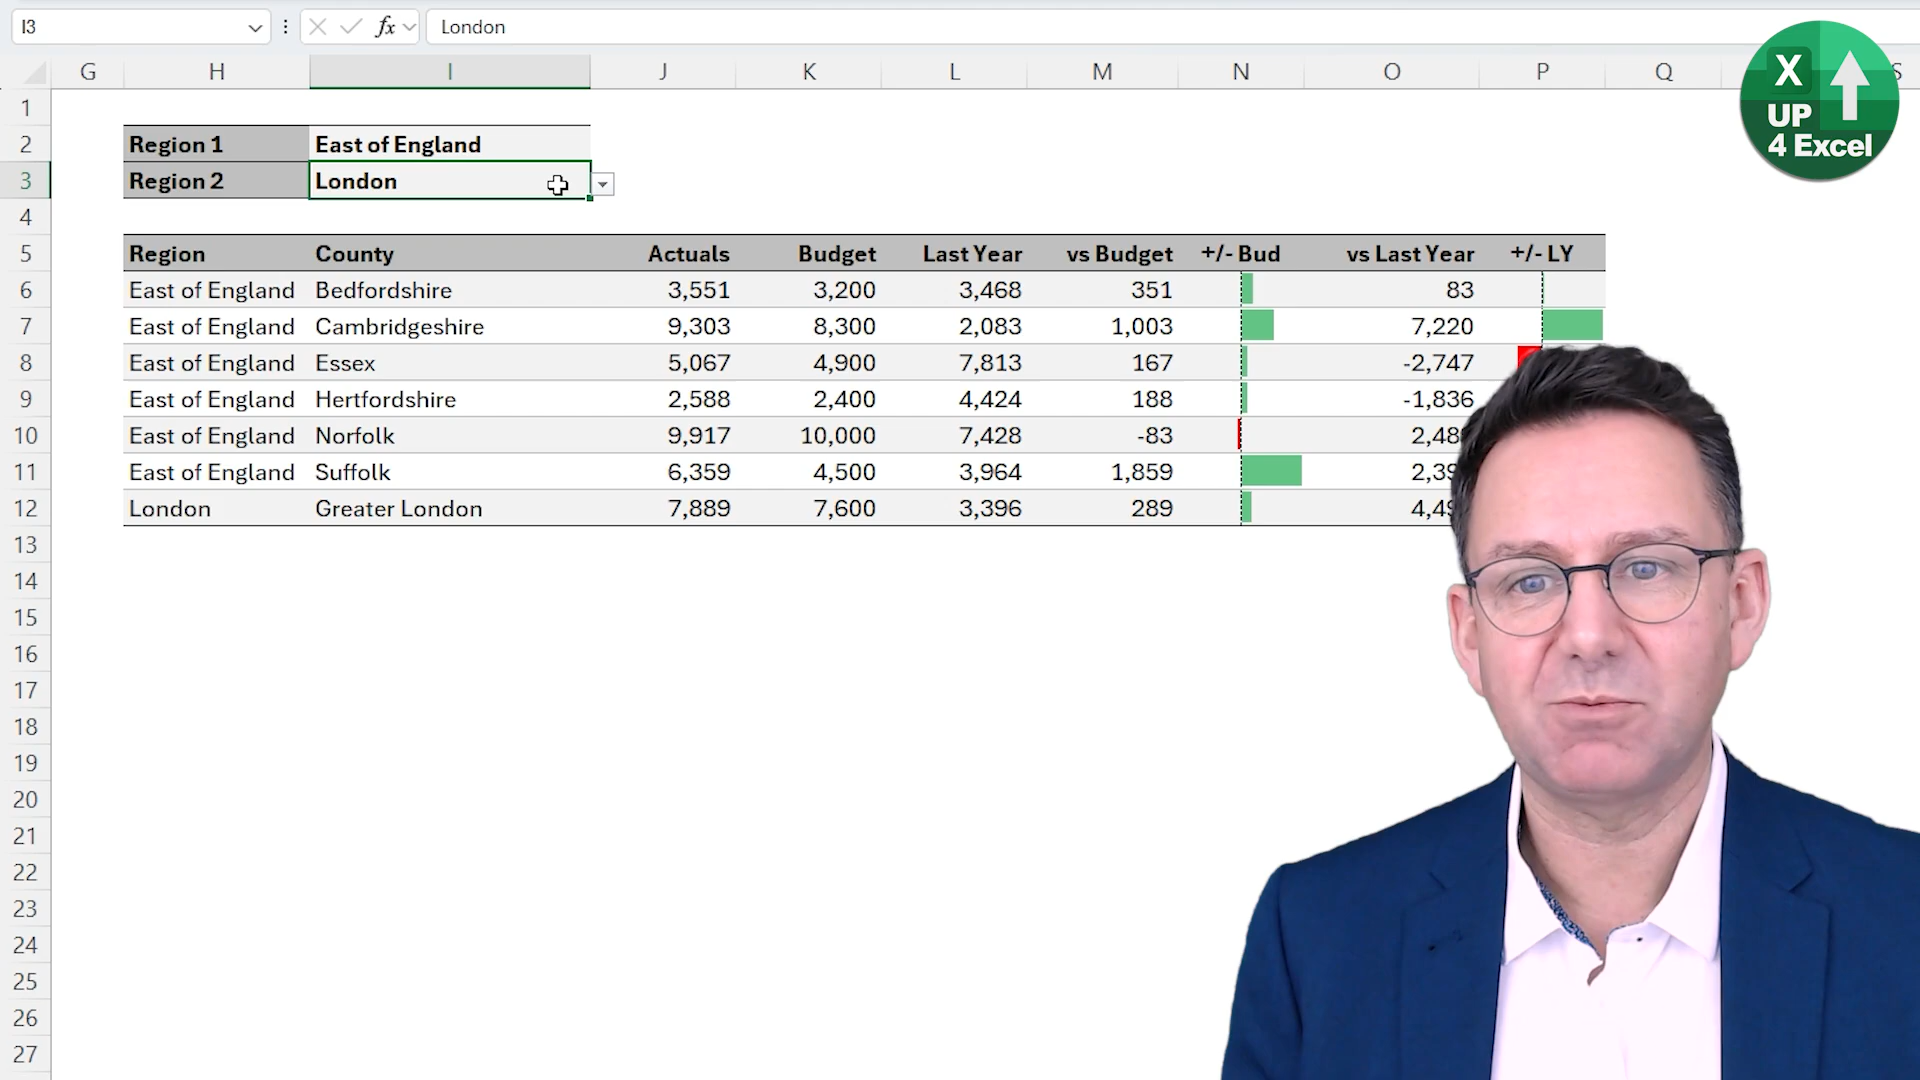 I3 fx London
G H I J K L M N O P Q S
X
UP
4 Excel
1
2 Region 1 East of England
3 Region 2 London
4
5 Region County Actuals Budget Last Year vs Budget +/- Bud vs Last Year +/- LY
6 East of England Bedfordshire 3,551 3,200 3,468 351 83
7 East of England Cambridgeshire 9,303 8,300 2,083 1,003 7,220
8 East of England Essex 5,067 4,900 7,813 167 -2,747
9 East of England Hertfordshire 2,588 2,400 4,424 188 -1,836
10 East of England Norfolk 9,917 10,000 7,428 -83
11 East of England Suffolk 6,359 4,500 3,964 1,859
12 London Greater London 7,889 7,600 3,396 289
13
14
15
16
17
18
19
20
21
22
23
24
25
26
27